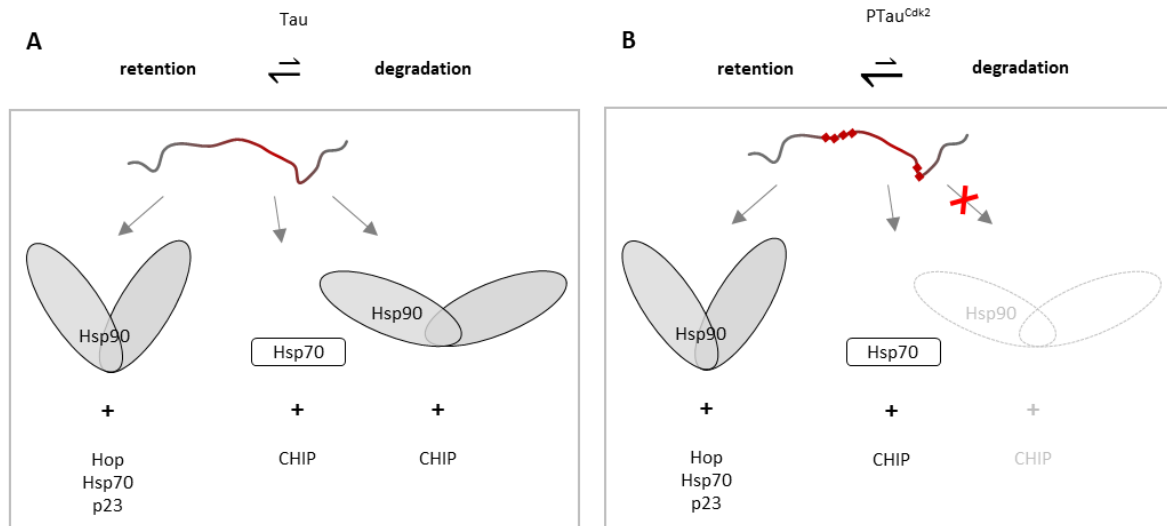 A
Tau
retention ⇌ degradation
Hsp90
Hsp90
Hsp70
+ + +
Hop CHIP CHIP
Hsp70
p23
B
PTauCdk2
retention ⇌ degradation
Hsp90
Hsp90
Hsp70
+ + +
Hop CHIP CHIP
Hsp70
p23